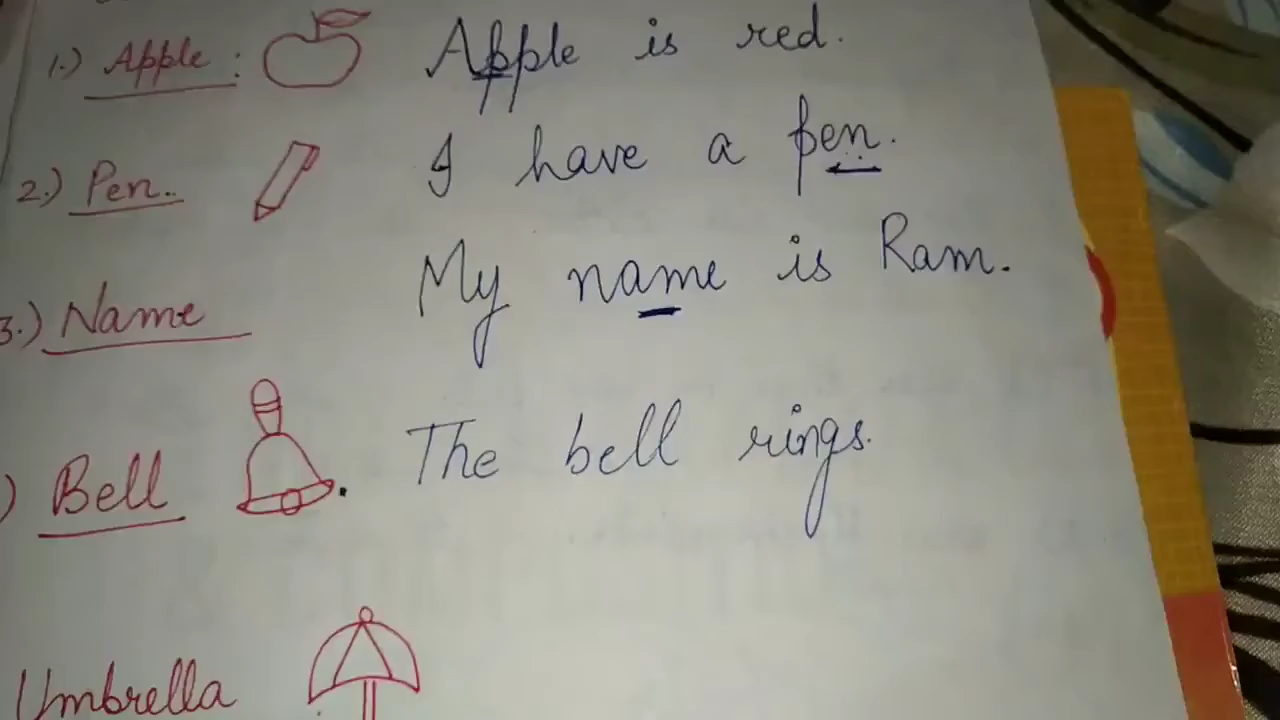 1.) Apple : Apple is red.
2.) Pen.. I have a pen.
3.) Name My name is Ram.
) Bell . The bell rings.
Umbrella